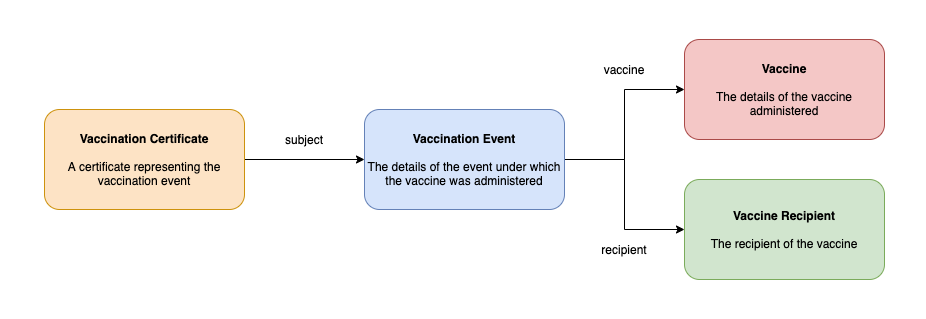 Vaccination Certificate
A certificate representing the
vaccination event
subject
Vaccination Event
The details of the event under which
the vaccine was administered
vaccine
Vaccine
The details of the vaccine
administered
recipient
Vaccine Recipient
The recipient of the vaccine